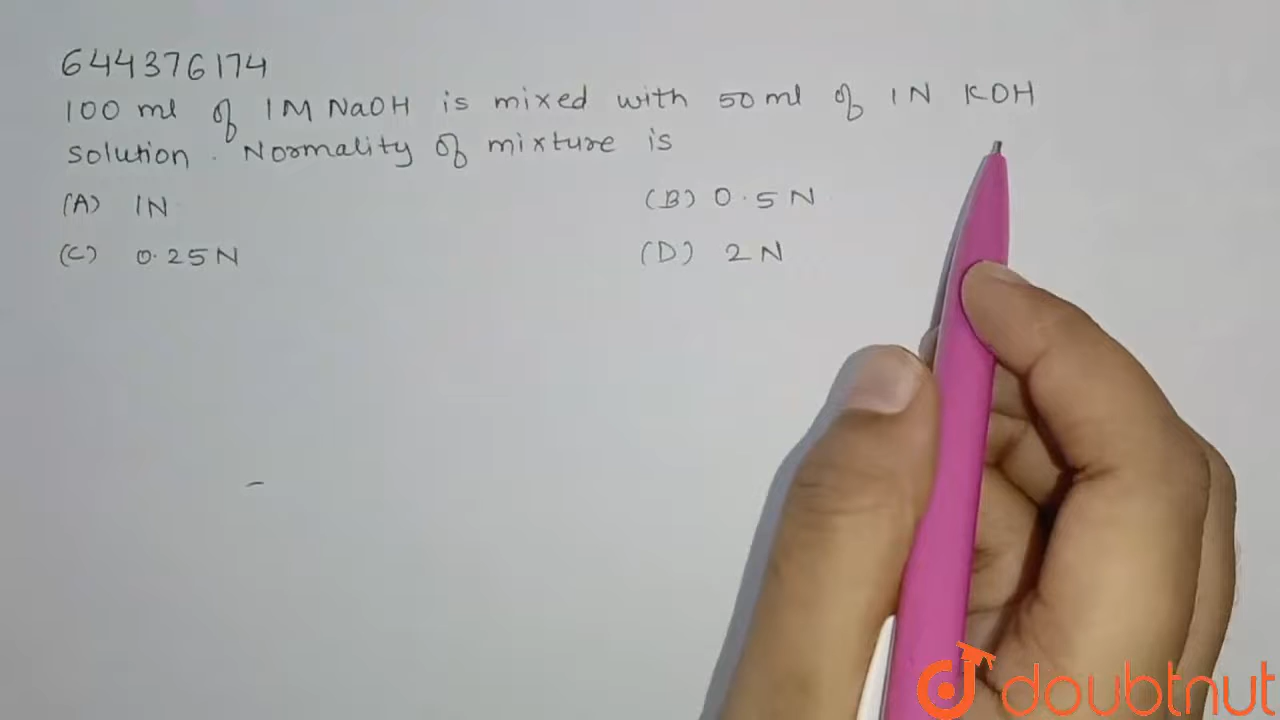 644376174
100 ml of 1M NaOH is mixed with 50 ml of 1N KOH
solution. Normality of mixture is
(A) 1N (B) 0.5 N
(C) 0.25N (D) 2 N
doubtnut